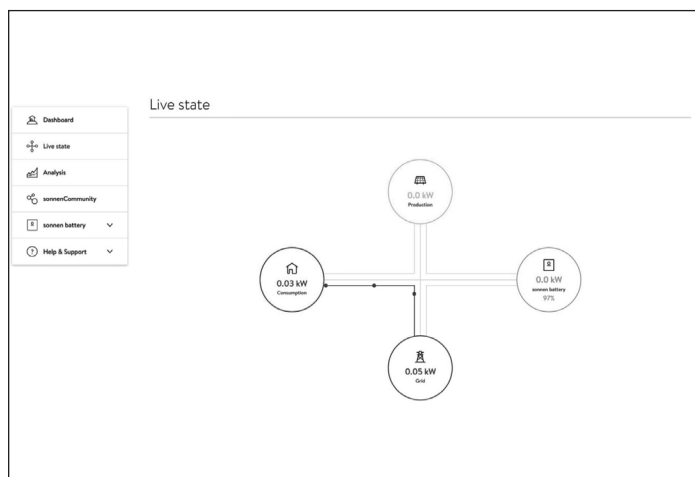 Live state
Dashboard
Live state
Analysis
sonnenCommunity
sonnen battery
Help & Support
0.0 kW
Production
0.03 kW
Consumption
0.0 kW
sonnen battery
97%
0.05 kW
Grid